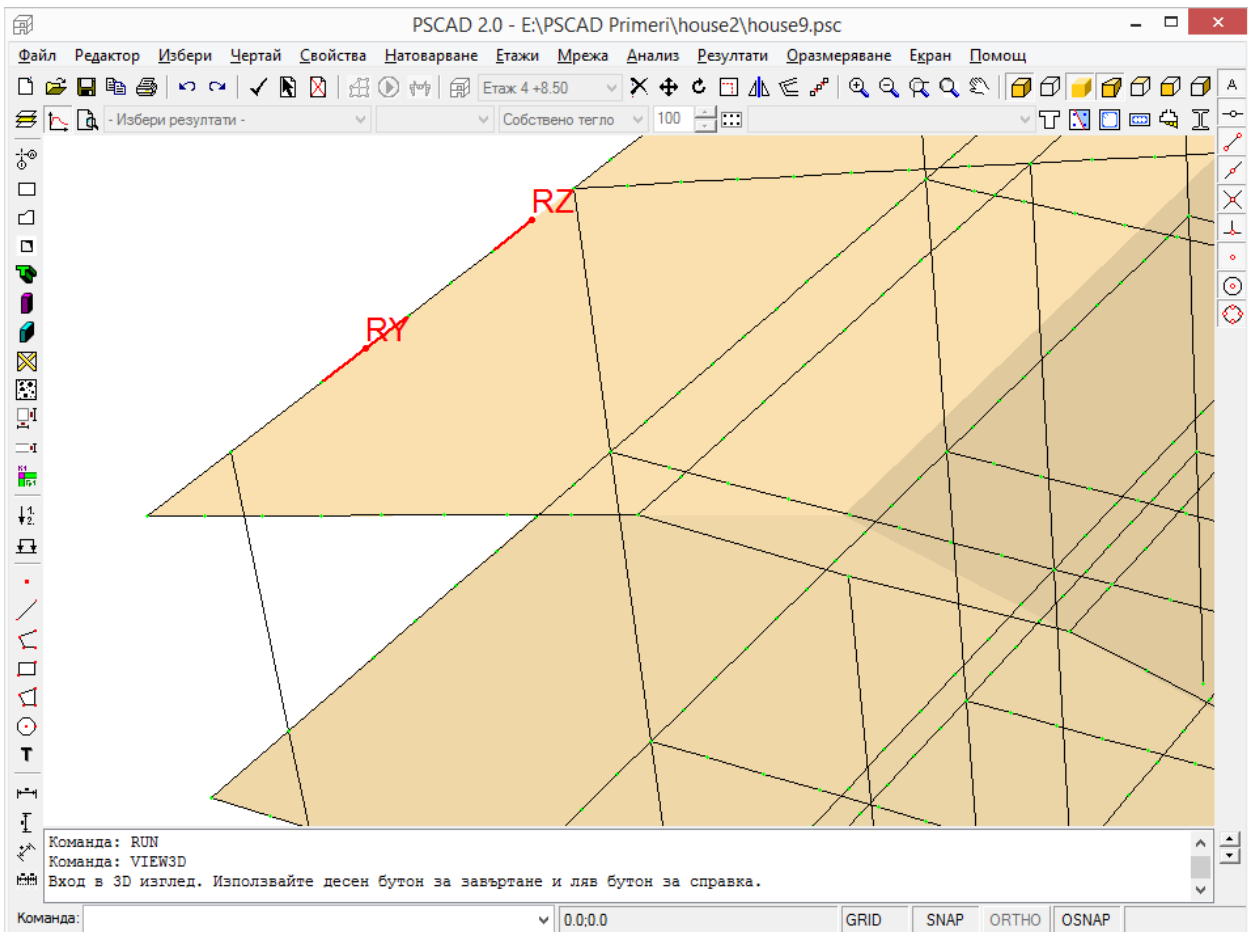 PSCAD 2.0 - E:\PSCAD Primeri\house2\house9.psc
Файл Редактор Избери Чертай Свойства Натоварване Етажи Мрежа Анализ Резултати Оразмеряване Екран Помощ
Етаж 4 +8.50
A
- Избери резултати -
Собствено тегло
100
RZ
RY
K1
1.
2.
T
Команда: RUN
Команда: VIEW3D
Вход в 3D изглед. Използвайте десен бутон за завъртане и ляв бутон за справка.
Команда:
0.0;0.0
GRID SNAP ORTHO OSNAP